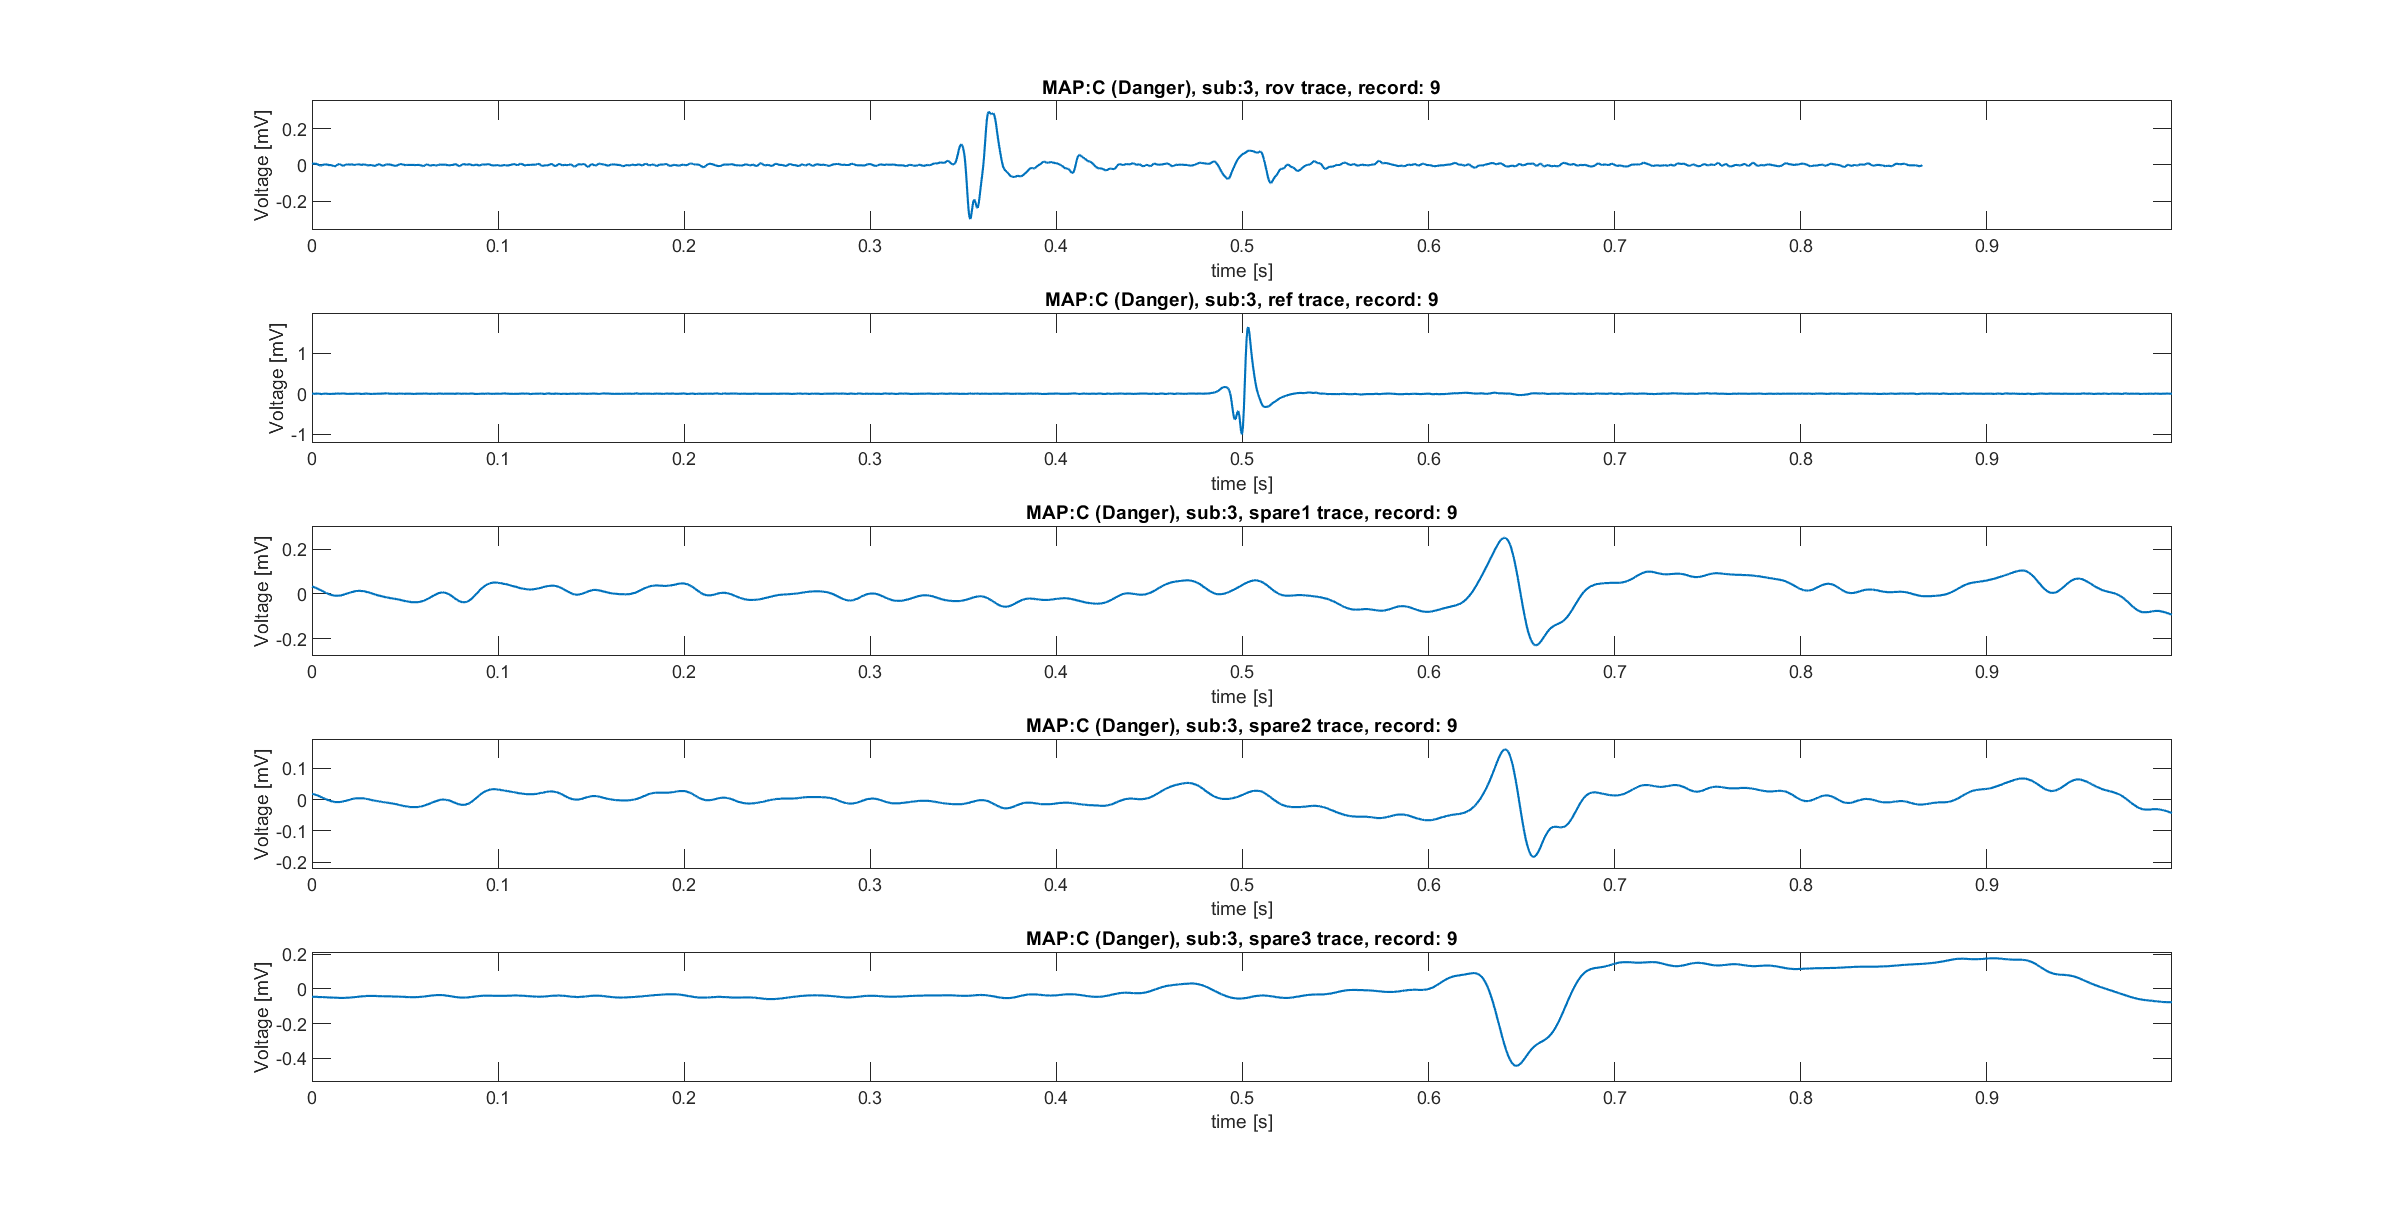 MAP:C (Danger), sub:3, rov trace, record: 9
Voltage [mV]
0.2
0
-0.2
0 0.1 0.2 0.3 0.4 0.5 0.6 0.7 0.8 0.9
time [s]
MAP:C (Danger), sub:3, ref trace, record: 9
Voltage [mV]
1
0
-1
0 0.1 0.2 0.3 0.4 0.5 0.6 0.7 0.8 0.9
time [s]
MAP:C (Danger), sub:3, spare1 trace, record: 9
Voltage [mV]
0.2
0
-0.2
0 0.1 0.2 0.3 0.4 0.5 0.6 0.7 0.8 0.9
time [s]
MAP:C (Danger), sub:3, spare2 trace, record: 9
Voltage [mV]
0.1
0
-0.1
-0.2
0 0.1 0.2 0.3 0.4 0.5 0.6 0.7 0.8 0.9
time [s]
MAP:C (Danger), sub:3, spare3 trace, record: 9
Voltage [mV]
0.2
0
-0.2
-0.4
0 0.1 0.2 0.3 0.4 0.5 0.6 0.7 0.8 0.9
time [s]